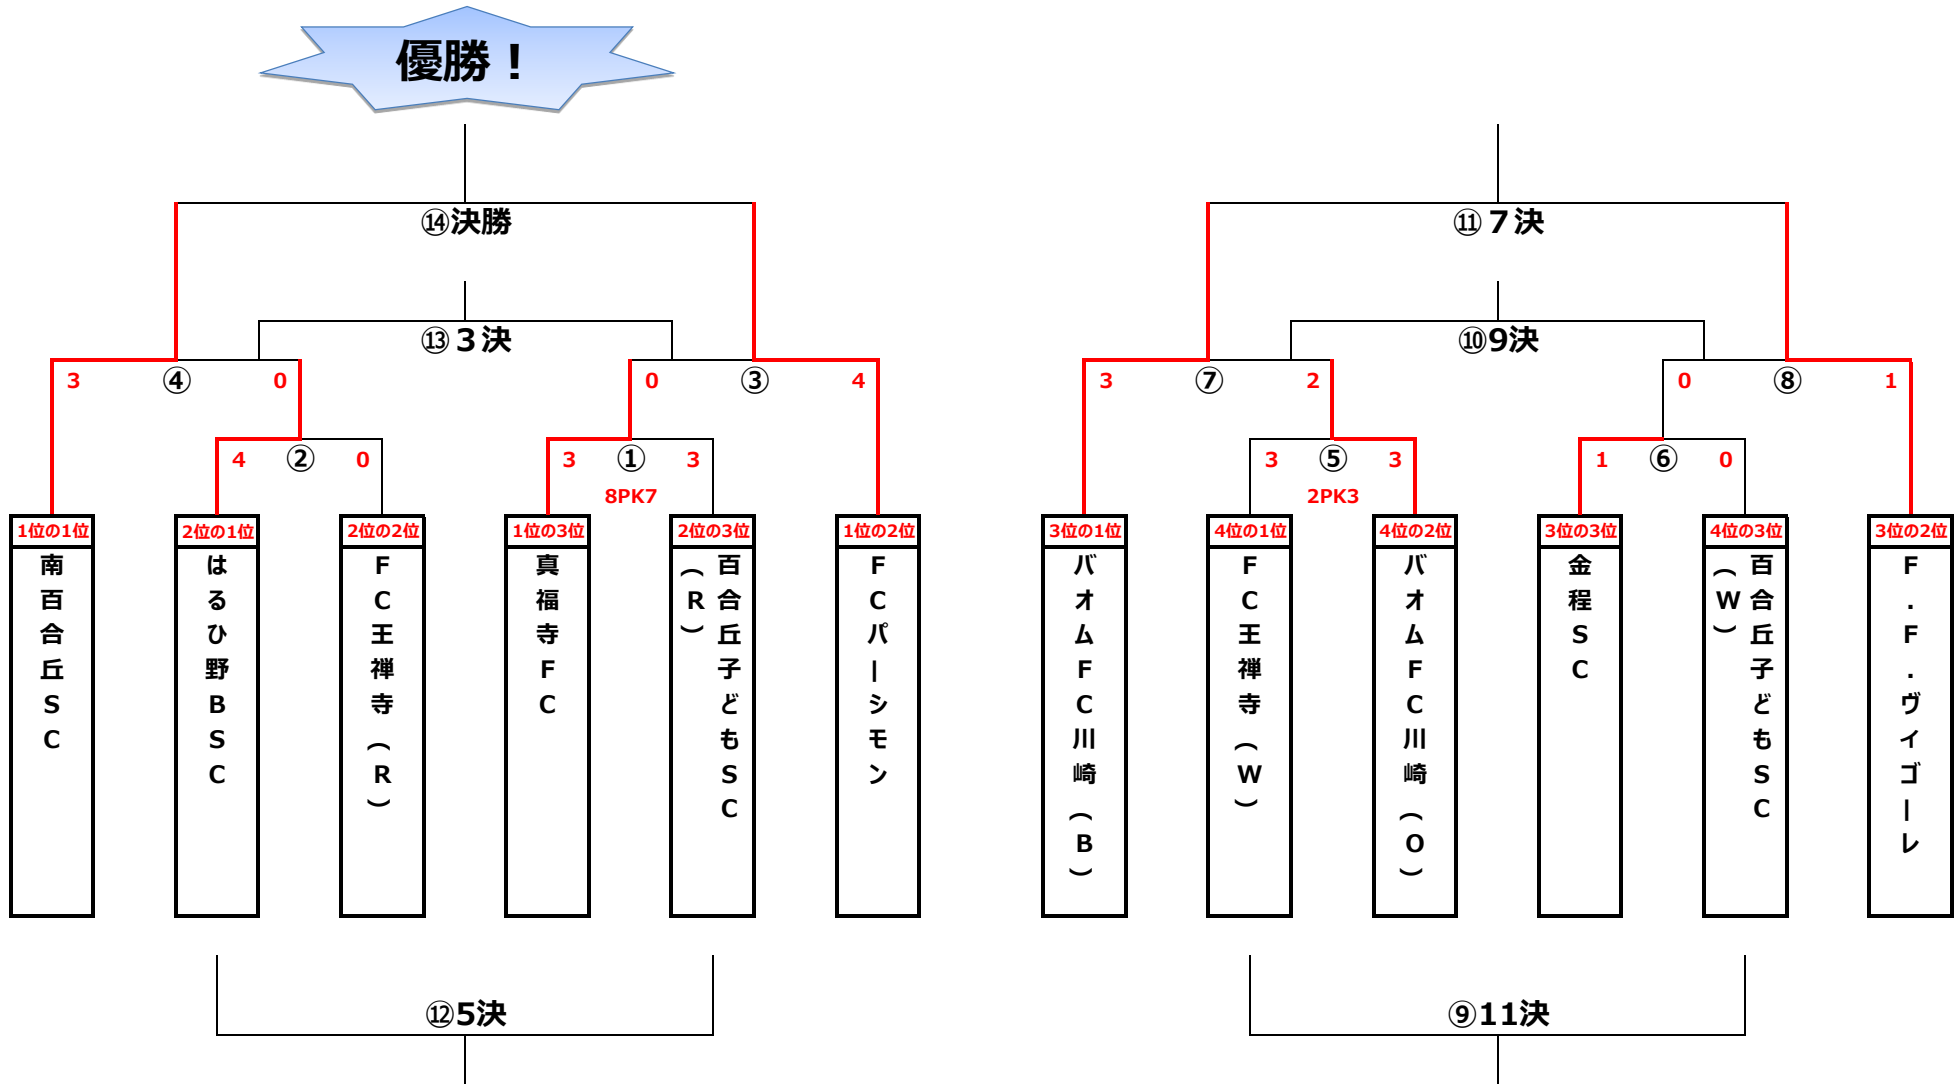 優勝！
⑭決勝
⑪７決
⑬３決
⑩9決
3 ④ 0
0 ③ 4
3 ⑦ 2
0 ⑧ 1
4 ② 0
3 ① 3
8PK7
3 ⑤ 3
2PK3
1 ⑥ 0
1位の1位
南百合丘SC
2位の1位
はるひ野BSC
2位の2位
FC王禅寺（R）
1位の3位
真福寺FC
2位の3位
百合丘子どもSC
（R）
1位の2位
FCパーシモン
3位の1位
バオムFC川崎（B）
4位の1位
FC王禅寺（W）
4位の2位
バオムFC川崎（O）
3位の3位
金程SC
4位の3位
百合丘子どもSC
（W）
3位の2位
F.F.ヴィゴーレ
⑫5決
⑨11決